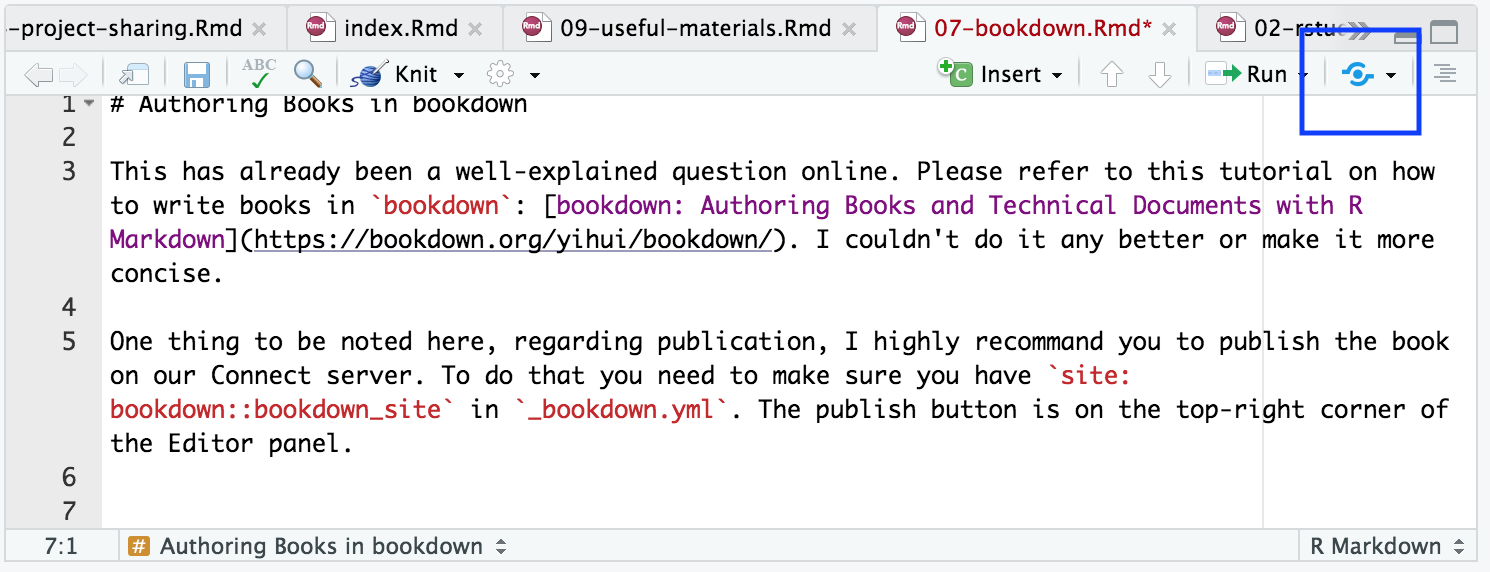 -project-sharing.Rmd index.Rmd 09-useful-materials.Rmd 07-bookdown.Rmd* 02-rstu
ABC Knit Insert Run
1 # Authoring Books in bookdown
2
3 This has already been a well-explained question online. Please refer to this tutorial on how
to write books in `bookdown`: [bookdown: Authoring Books and Technical Documents with R
Markdown](https://bookdown.org/yihui/bookdown/). I couldn't do it any better or make it more
concise.
4
5 One thing to be noted here, regarding publication, I highly recommand you to publish the book
on our Connect server. To do that you need to make sure you have `site:
bookdown::bookdown_site` in `_bookdown.yml`. The publish button is on the top-right corner of
the Editor panel.
6
7
7:1 # Authoring Books in bookdown R Markdown